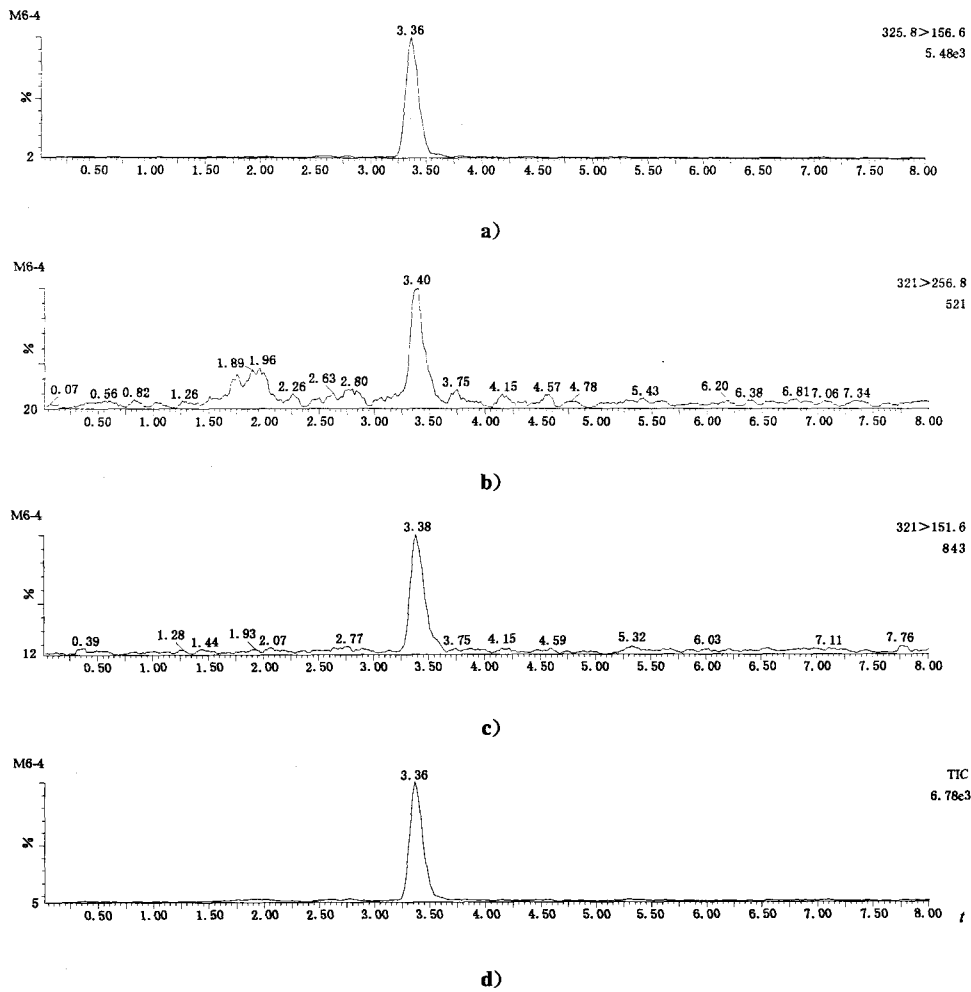 M6-4
3.36
325.8>156.6
5.48e3
%
2
0.50 1.00 1.50 2.00 2.50 3.00 3.50 4.00 4.50 5.00 5.50 6.00 6.50 7.00 7.50 8.00
a)
M6-4
3.40
321>256.8
521
%
0.07 0.56 0.82 1.26 1.89 1.96 2.26 2.63 2.80 3.75 4.15 4.57 4.78 5.43 6.20 6.38 6.81 7.06 7.34
20
0.50 1.00 1.50 2.00 2.50 3.00 3.50 4.00 4.50 5.00 5.50 6.00 6.50 7.00 7.50 8.00
b)
M6-4
3.38
321>151.6
843
%
0.39 1.28 1.44 1.93 2.07 2.77 3.75 4.15 4.59 5.32 6.03 7.11 7.76
12
0.50 1.00 1.50 2.00 2.50 3.00 3.50 4.00 4.50 5.00 5.50 6.00 6.50 7.00 7.50 8.00
c)
M6-4
3.36
TIC
6.78e3
%
5
0.50 1.00 1.50 2.00 2.50 3.00 3.50 4.00 4.50 5.00 5.50 6.00 6.50 7.00 7.50 8.00 t
d)